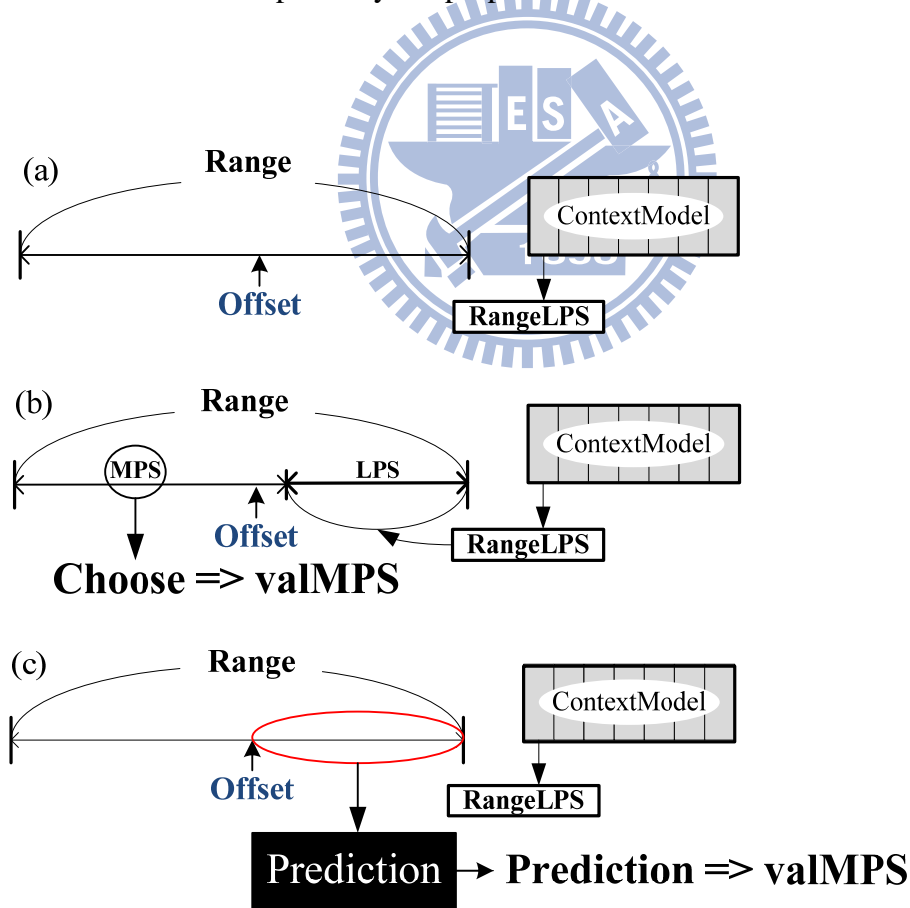 (a)
Range
E S A
ContextModel
Offset
RangeLPS
(b)
Range
MPS
LPS
ContextModel
Offset
RangeLPS
Choose => valMPS
(c)
Range
ContextModel
Offset
RangeLPS
Prediction
Prediction => valMPS